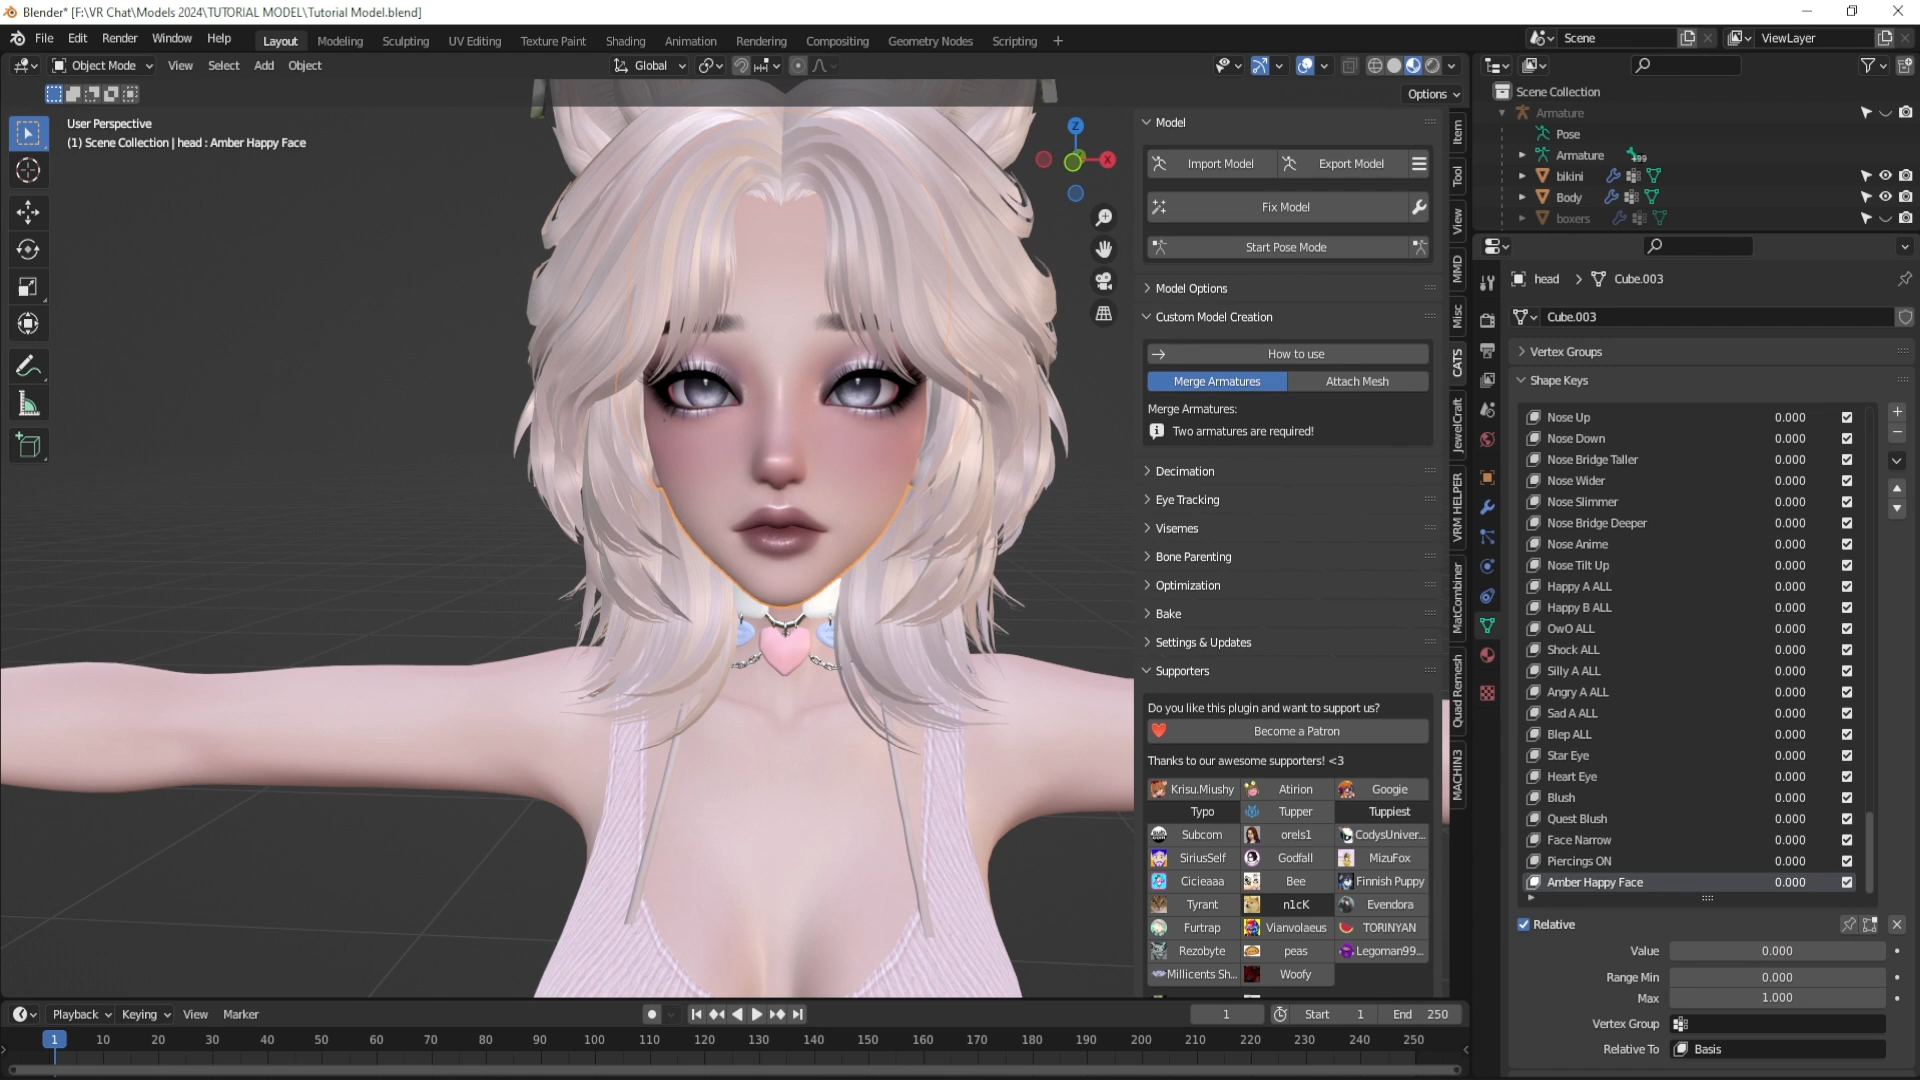 Blender* [F:\VR Chat\Models 2024\TUTORIAL MODEL\Tutorial Model.blend]
File Edit Render Window Help Layout Modeling Sculpting UV Editing Texture Paint Shading Animation Rendering Compositing Geometry Nodes Scripting + Scene ViewLayer
Object Mode View Select Add Object Global
Options
User Perspective
(1) Scene Collection | head : Amber Happy Face
Z
X
Model
Import Model Export Model
Fix Model
Start Pose Mode
Model Options
Custom Model Creation
How to use
Merge Armatures Attach Mesh
Merge Armatures:
Two armatures are required!
Decimation
Eye Tracking
Visemes
Bone Parenting
Optimization
Bake
Settings & Updates
Supporters
Do you like this plugin and want to support us?
Become a Patron
Thanks to our awesome supporters! <3
Krisu.Miushy Atirion Googie
Typo Tupper Tuppiest
Subcom orels1 CodysUniver...
SiriusSelf Godfall MizuFox
Cicieaaa Bee Finnish Puppy
Tyrant n1cK Evendora
Furtrap Vianvolaeus TORINYAN
Rezobyte peas Legoman99...
Millicents Sh... Woofy
Item
Tool
View
MMD
Misc
CATS
JewelCraft
VRM HELPER
MatCombiner
Quad Remesh
MACHIN3
Scene Collection
Armature
Pose
Armature 99
bikini
Body
boxers
head > Cube.003
Cube.003
Vertex Groups
Shape Keys
Nose Up 0.000
Nose Down 0.000
Nose Bridge Taller 0.000
Nose Wider 0.000
Nose Slimmer 0.000
Nose Bridge Deeper 0.000
Nose Anime 0.000
Nose Tilt Up 0.000
Happy A ALL 0.000
Happy B ALL 0.000
OwO ALL 0.000
Shock ALL 0.000
Silly A ALL 0.000
Angry A ALL 0.000
Sad A ALL 0.000
Blep ALL 0.000
Star Eye 0.000
Heart Eye 0.000
Blush 0.000
Quest Blush 0.000
Face Narrow 0.000
Piercings ON 0.000
Amber Happy Face 0.000
Relative
Value 0.000
Range Min 0.000
Max 1.000
Vertex Group
Relative To Basis
Playback Keying View Marker 1 Start 1 End 250
1 10 20 30 40 50 60 70 80 90 100 110 120 130 140 150 160 170 180 190 200 210 220 230 240 250